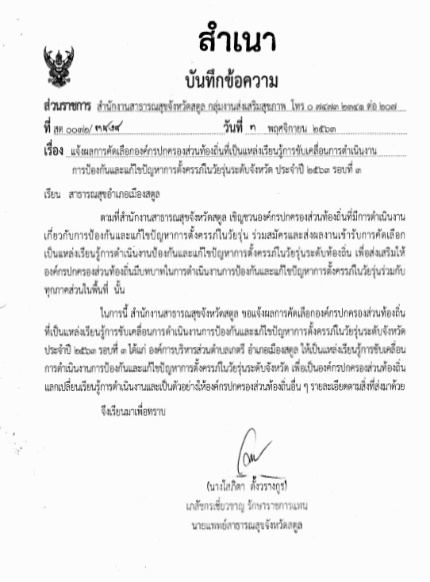 สำเนา
บันทึกข้อความ
ส่วนราชการ สำนักงานสาธารณสุขจังหวัดสตูล กลุ่มงานส่งเสริมสุขภาพ โทร ๐ ๗๔๗๓ ๒๓๔๑ ต่อ ๒๐๗
ที่ สต ๐๐๓๒/ วันที่ ๓ พฤศจิกายน ๒๕๖๓
เรื่อง แจ้งผลการคัดเลือกองค์กรปกครองส่วนท้องถิ่นที่เป็นแหล่งเรียนรู้การขับเคลื่อนการดำเนินงาน
การป้องกันและแก้ไขปัญหาการตั้งครรภ์ในวัยรุ่นระดับจังหวัด ประจำปี ๒๕๖๓ รอบที่ ๓
เรียน สาธารณสุขอำเภอเมืองสตูล
ตามที่สำนักงานสาธารณสุขจังหวัดสตูล เชิญชวนองค์กรปกครองส่วนท้องถิ่นที่มีการดำเนินงาน
เกี่ยวกับการป้องกันและแก้ไขปัญหาการตั้งครรภ์ในวัยรุ่น ร่วมสมัครและส่งผลงานเข้ารับการคัดเลือก
เป็นแหล่งเรียนรู้การดำเนินงานป้องกันและแก้ไขปัญหาการตั้งครรภ์ในวัยรุ่นระดับท้องถิ่น เพื่อส่งเสริมให้
องค์กรปกครองส่วนท้องถิ่นมีบทบาทในการดำเนินงานการป้องกันและแก้ไขปัญหาการตั้งครรภ์ในวัยรุ่นร่วมกับ
ทุกภาคส่วนในพื้นที่ นั้น
ในการนี้ สำนักงานสาธารณสุขจังหวัดสตูล ขอแจ้งผลการคัดเลือกองค์กรปกครองส่วนท้องถิ่น
ที่เป็นแหล่งเรียนรู้การขับเคลื่อนการดำเนินงานการป้องกันและแก้ไขปัญหาการตั้งครรภ์ในวัยรุ่นระดับจังหวัด
ประจำปี ๒๕๖๓ รอบที่ ๓ ได้แก่ องค์การบริหารส่วนตำบลเกตรี อำเภอเมืองสตูล ให้เป็นแหล่งเรียนรู้การขับเคลื่อน
การดำเนินงานการป้องกันและแก้ไขปัญหาการตั้งครรภ์ในวัยรุ่นระดับจังหวัด เพื่อเป็นองค์กรปกครองส่วนท้องถิ่น
แลกเปลี่ยนเรียนรู้การดำเนินงานและเป็นตัวอย่างให้องค์กรปกครองส่วนท้องถิ่นอื่น ๆ รายละเอียดตามสิ่งที่ส่งมาด้วย
จึงเรียนมาเพื่อทราบ
(นางโสภิตา ตั้งวรางกูร)
เภสัชกรเชี่ยวชาญ รักษาราชการแทน
นายแพทย์สาธารณสุขจังหวัดสตูล